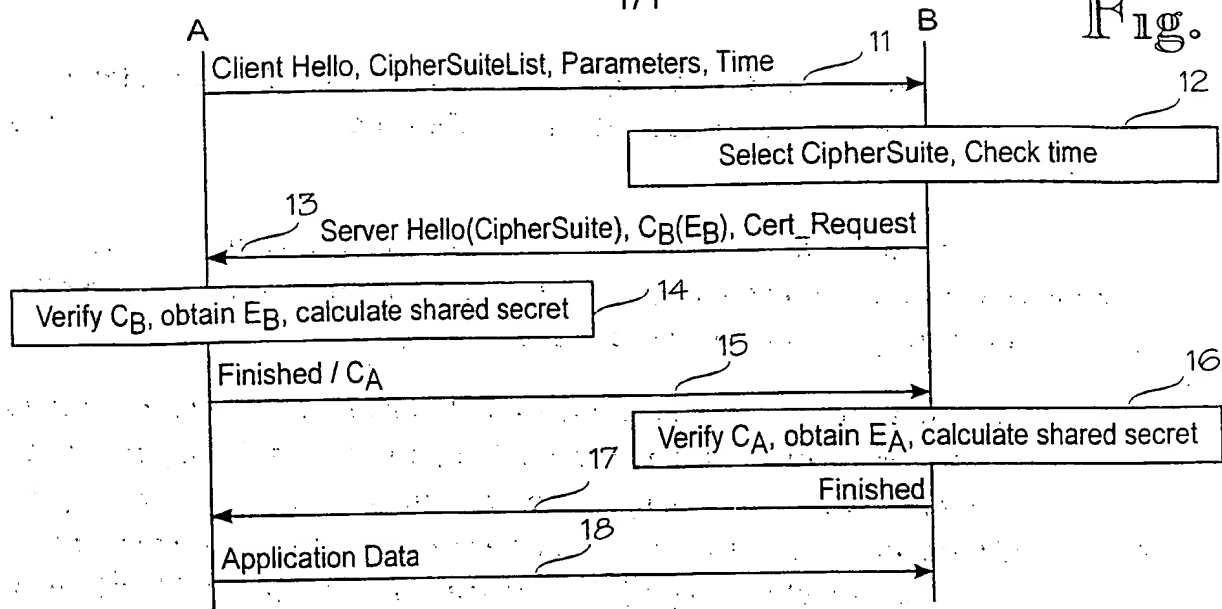 1/1
Fig.
A
B
Client Hello, CipherSuiteList, Parameters, Time
11
12
Select CipherSuite, Check time
13
Server Hello(CipherSuite), CB(EB), Cert_Request
Verify CB, obtain EB, calculate shared secret
14
Finished / CA
15
16
Verify CA, obtain EA, calculate shared secret
17
Finished
Application Data
18